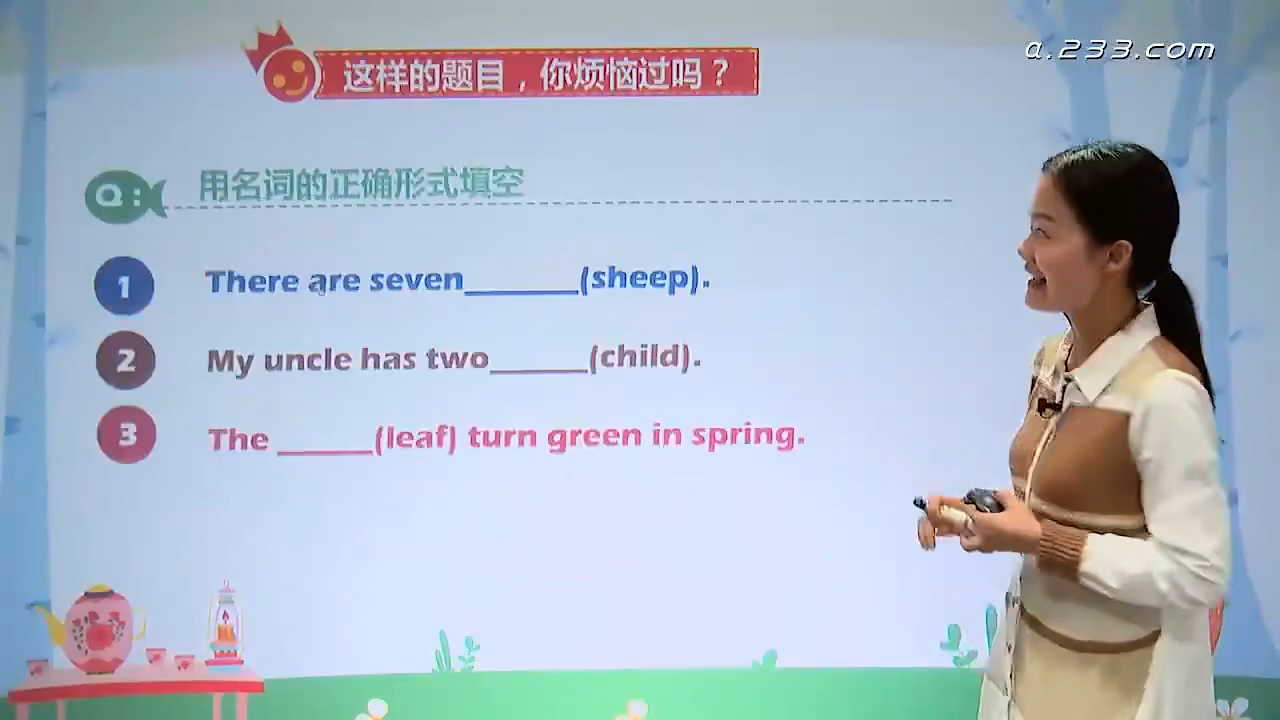 a.233.com
这样的题目，你烦恼过吗？
Q: 用名词的正确形式填空
1 There are seven_______(sheep).
2 My uncle has two______(child).
3 The ______(leaf) turn green in spring.